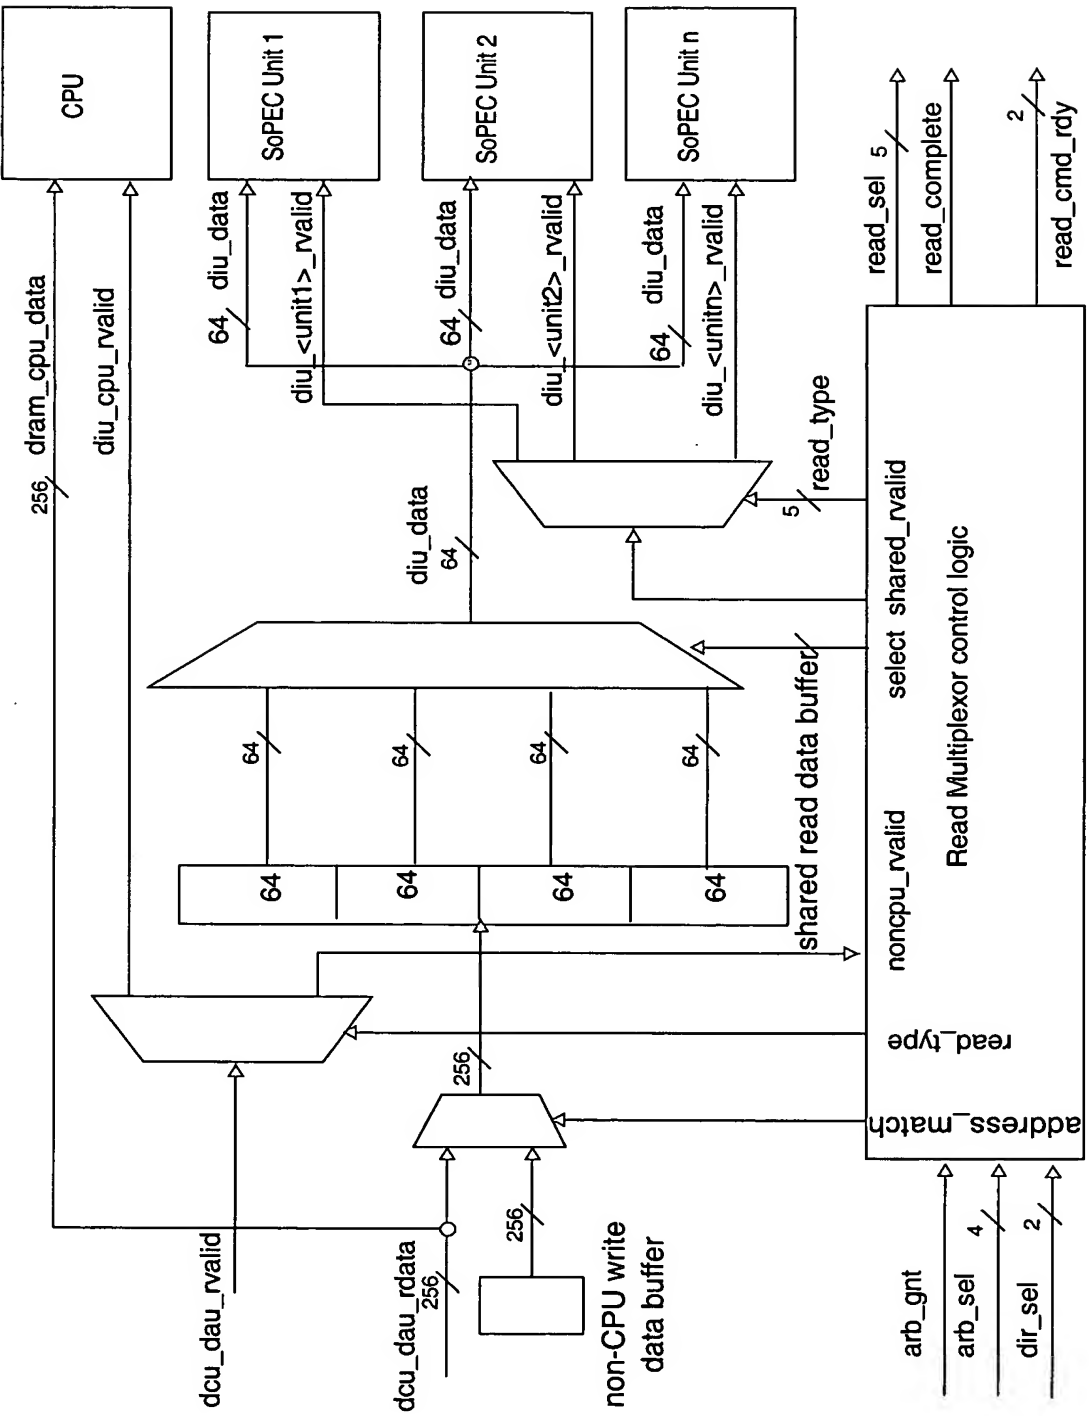 CPU
SoPEC Unit 1
SoPEC Unit 2
SoPEC Unit n
dram_cpu_data
256
diu_cpu_rvalid
diu_data
64
diu_<unit1>_rvalid
diu_data
64
diu_<unit2>_rvalid
diu_data
64
diu_<unitn>_rvalid
diu_data
64
5
read_type
64
64
64
64
64
64
64
64
shared read data buffer
256
dcu_dau_rvalid
dcu_dau_rdata
256
256
non-CPU write
data buffer
address_match
read_type
noncpu_rvalid
select
shared_rvalid
Read Multiplexor control logic
arb_gnt
arb_sel
4
dir_sel
2
read_sel
5
read_complete
2
read_cmd_rdy